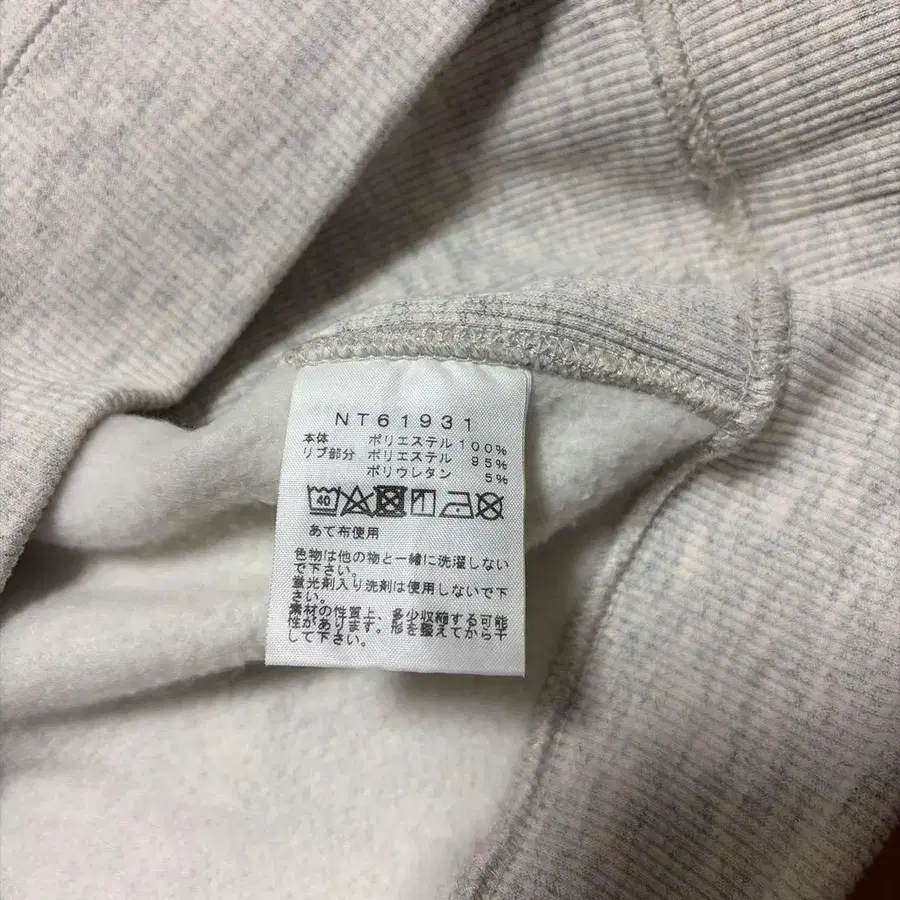 NT61931
本体 ポリエステル 100%
リブ部分 ポリエステル 95%
ポリウレタン 5%
40
あて布使用
色物は他の物と一緒に洗濯しない
で下さい。
蛍光剤入り洗剤は使用しないで下
さい。
素材の性質上、多少収縮する可能
性があります。形を整えてから干
して下さい。